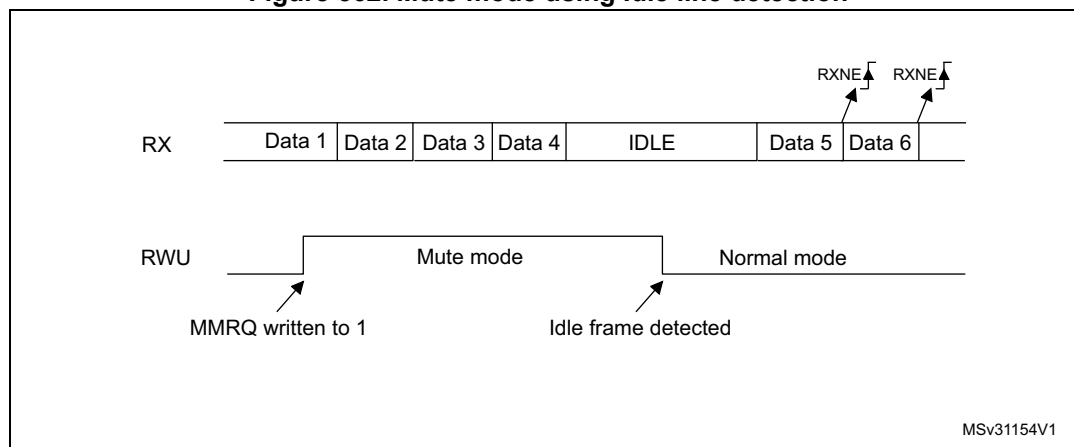 RXNE RXNE
RX Data 1 Data 2 Data 3 Data 4 IDLE Data 5 Data 6
RWU Mute mode Normal mode
MMRQ written to 1 Idle frame detected
MSv31154V1